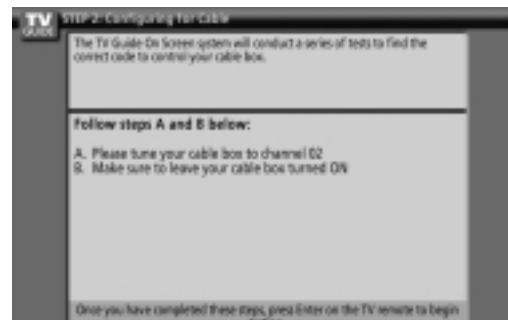 TV
GUIDE
STEP 2: Configuring for Cable
The TV Guide On Screen system will conduct a series of tests to find the
correct code to control your cable box.
Follow steps A and B below:
A. Please tune your cable box to channel 02
B. Make sure to leave your cable box turned ON
Once you have completed these steps, press Enter on the TV remote to begin